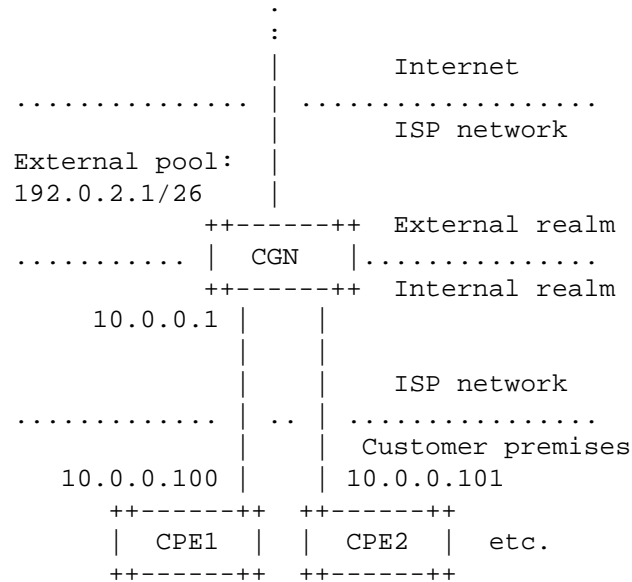 .
:
| Internet
............... | ...................
| ISP network
External pool: |
192.0.2.1/26 |
++------++ External realm
........... | CGN |...............
++------++ Internal realm
10.0.0.1 | |
| |
| | ISP network
............. | .. | ................
| | Customer premises
10.0.0.100 | | 10.0.0.101
++------++ ++------++
| CPE1 | | CPE2 | etc.
++------++ ++------++